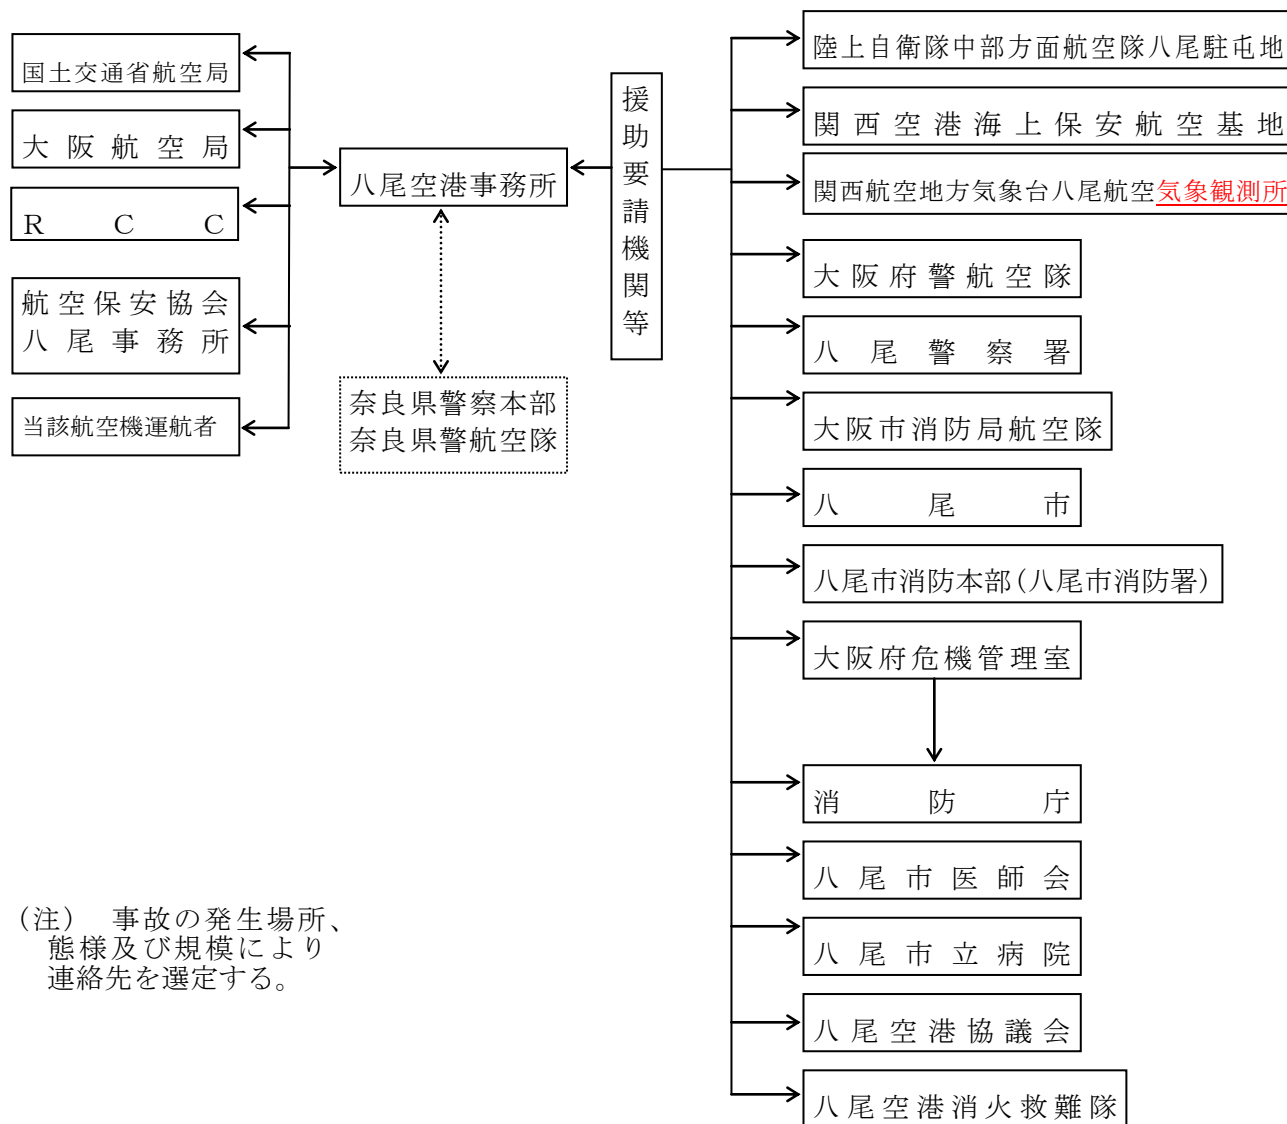 国土交通省航空局
大阪航空局
RCC
航空保安協会
八尾事務所
当該航空機運航者
八尾空港事務所
奈良県警察本部
奈良県警航空隊
援助要請機関等
陸上自衛隊中部方面航空隊八尾駐屯地
関西空港海上保安航空基地
関西航空地方気象台八尾航空気象観測所
大阪府警航空隊
八尾警察署
大阪市消防局航空隊
八尾市
八尾市消防本部(八尾市消防署)
大阪府危機管理室
消防庁
八尾市医師会
八尾市立病院
八尾空港協議会
八尾空港消火救難隊
(注) 事故の発生場所、
態様及び規模により
連絡先を選定する。